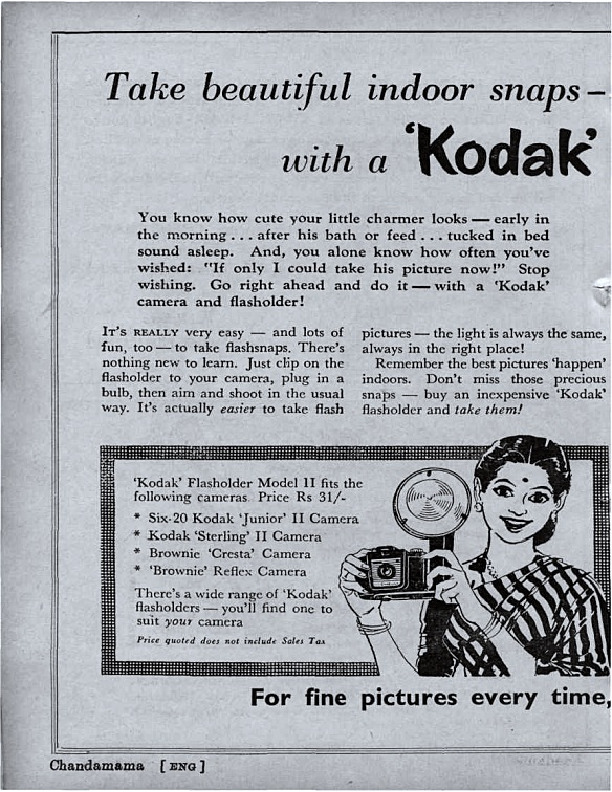 Take beautiful indoor snaps –
with a 'Kodak'
You know how cute your little charmer looks — early in
the morning . . . after his bath or feed . . . tucked in bed
sound asleep. And, you alone know how often you've
wished: "If only I could take his picture now!" Stop
wishing. Go right ahead and do it — with a 'Kodak'
camera and flasholder!
IT'S REALLY very easy — and lots of
fun, too — to take flashsnaps. There's
nothing new to learn. Just clip on the
flasholder to your camera, plug in a
bulb, then aim and shoot in the usual
way. It's actually easier to take flash
pictures — the light is always the same,
always in the right place!
Remember the best pictures 'happen'
indoors. Don't miss those precious
snaps — buy an inexpensive 'Kodak'
flasholder and take them!
'Kodak' Flasholder Model II fits the
following cameras. Price Rs 31/-
* Six-20 Kodak 'Junior' II Camera
* Kodak 'Sterling' II Camera
* Brownie 'Cresta' Camera
* 'Brownie' Reflex Camera
There's a wide range of 'Kodak'
flasholders — you'll find one to
suit your camera
Price quoted does not include Sales Tax
For fine pictures every time,
Chandamama [ENG]